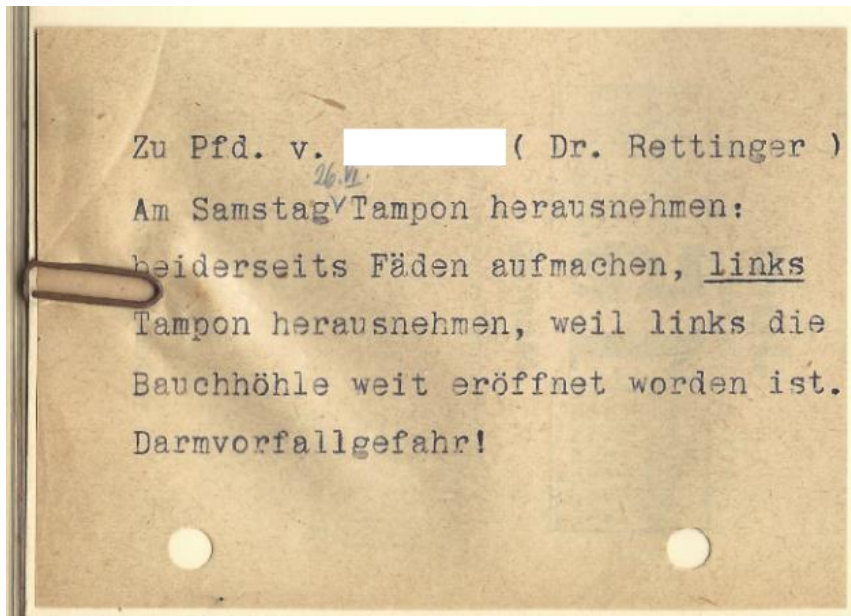 Zu Pfd. v. ( Dr. Rettinger )
26.VI.
Am Samstag Tampon herausnehmen:
beiderseits Fäden aufmachen, links
Tampon herausnehmen, weil links die
Bauchhöhle weit eröffnet worden ist.
Darmvorfallgefahr!